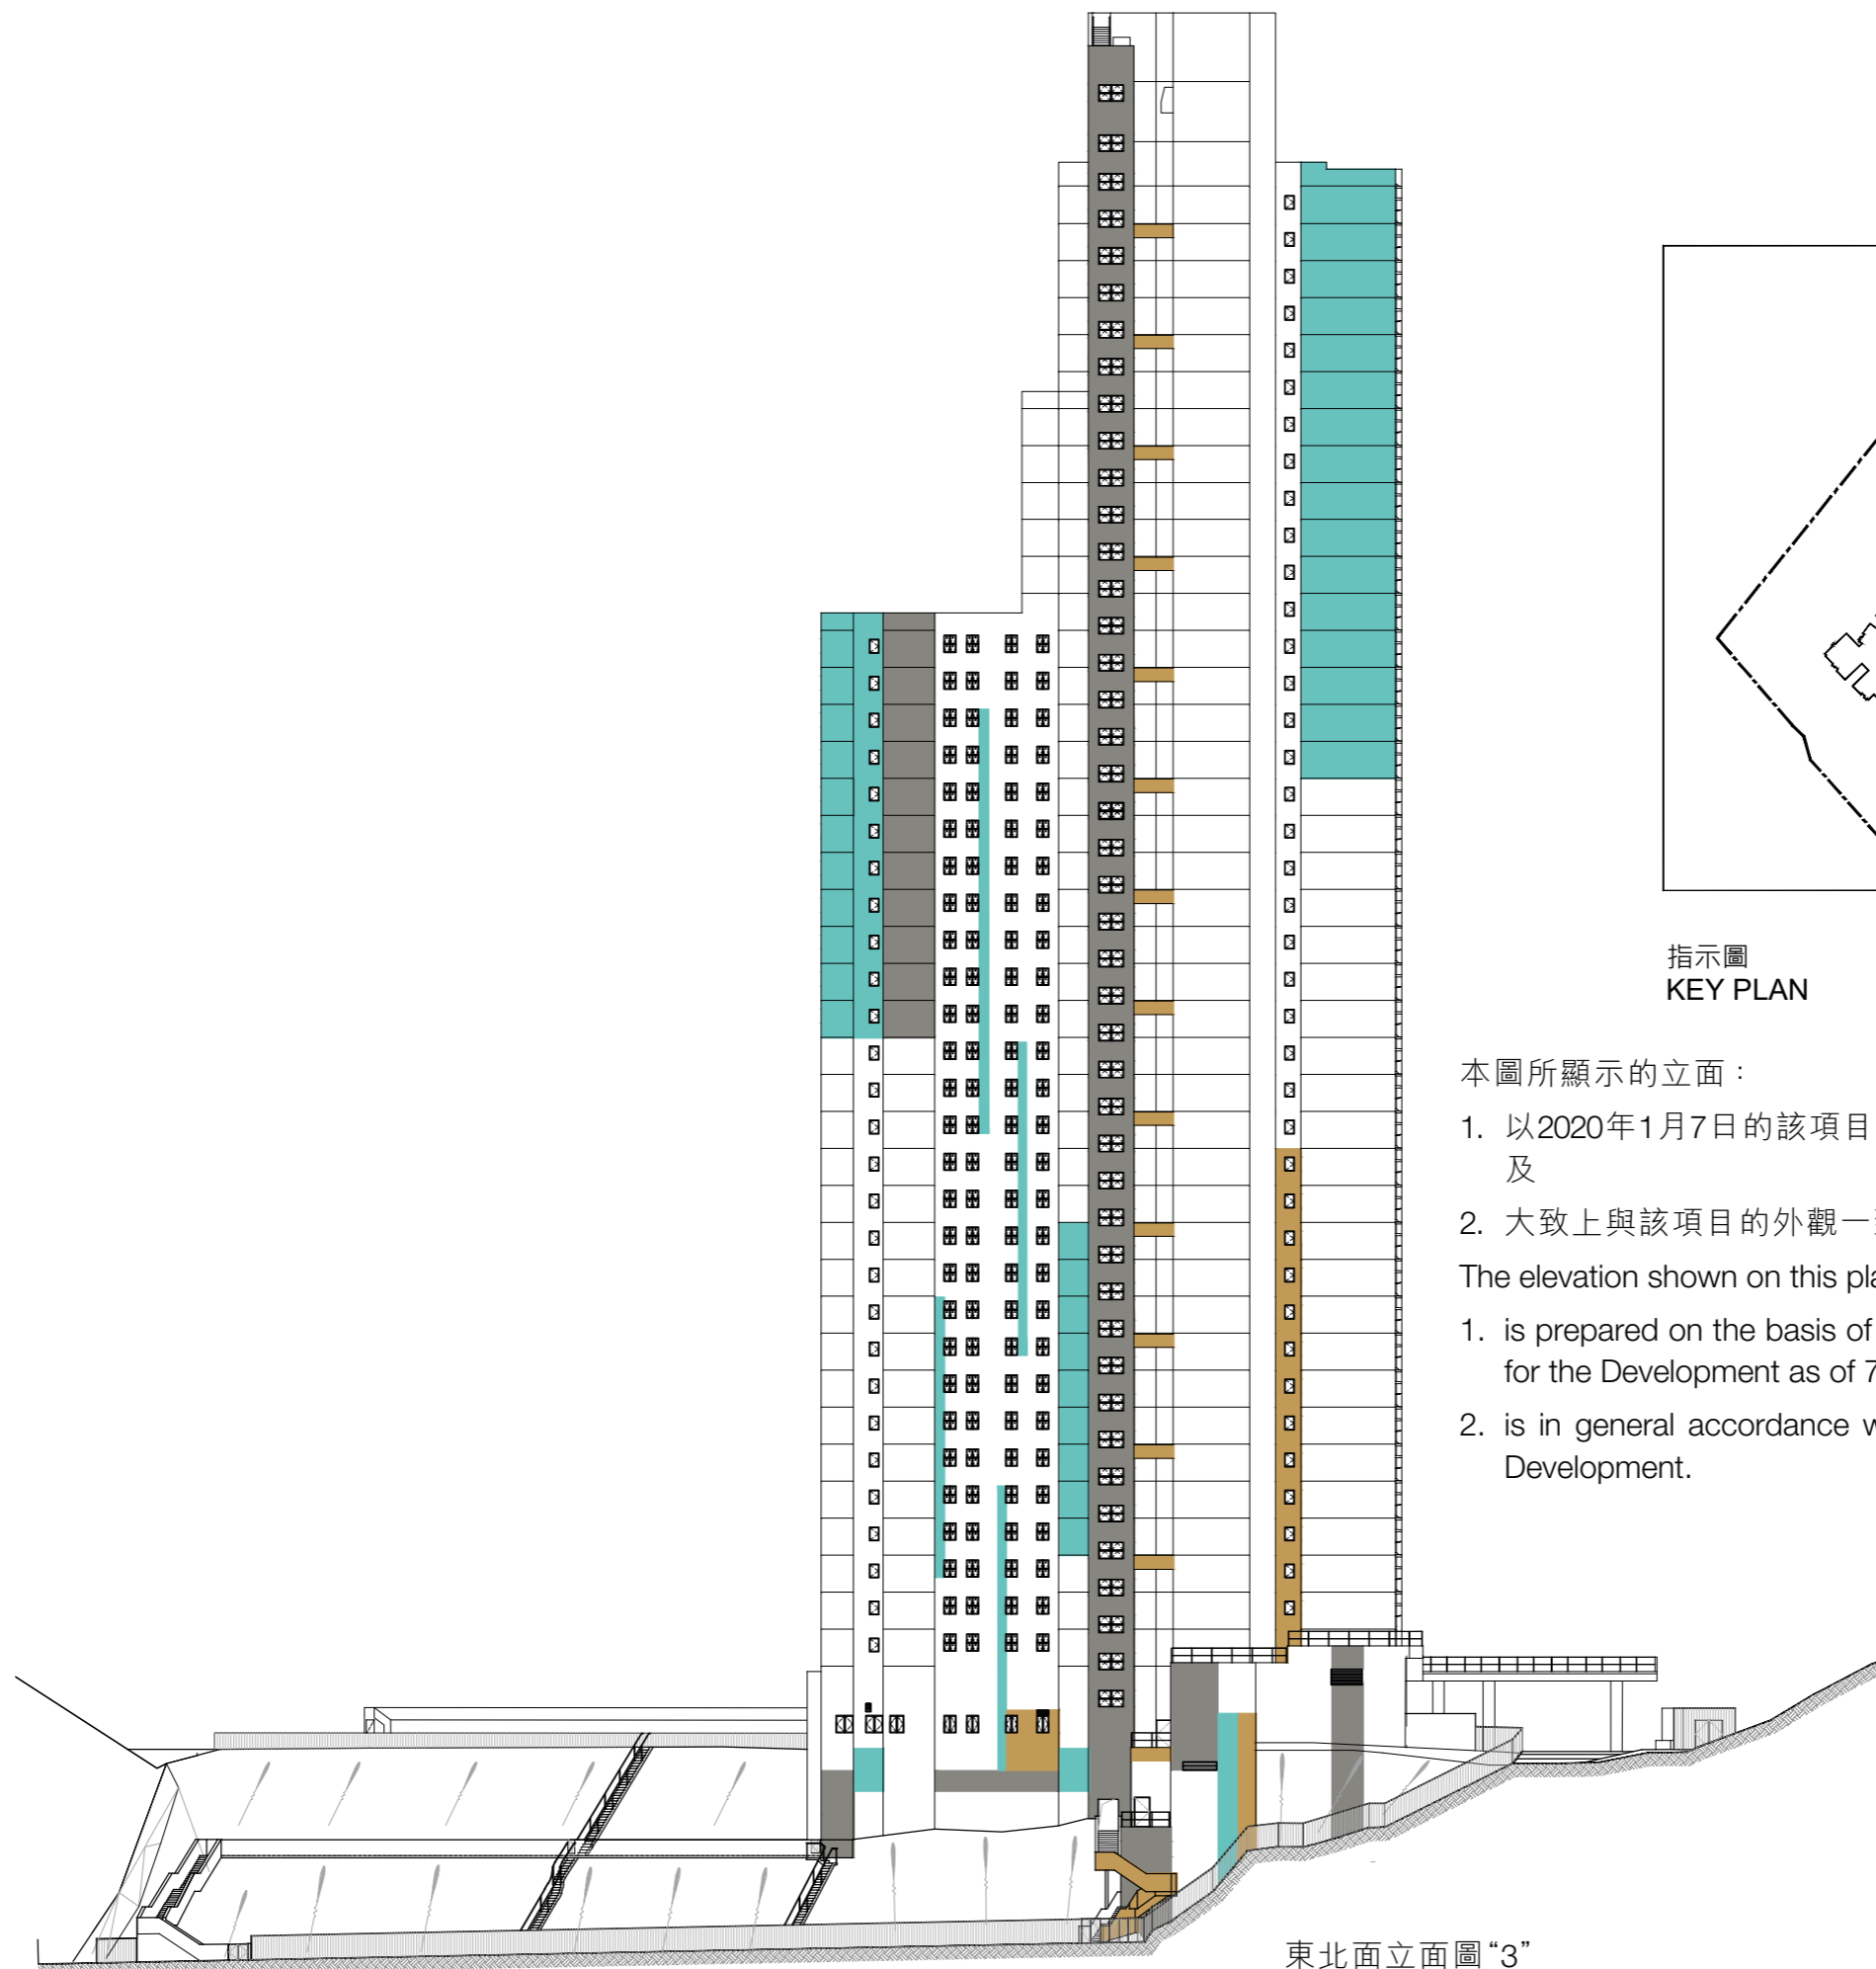 指示圖
KEY PLAN
本圖所顯示的立面：
1. 以2020年1月7日的該項目
及
2. 大致上與該項目的外觀一
The elevation shown on this
1. is prepared on the basis of
for the Development as of 7
2. is in general accordance
Development.
東北面立面圖“3”